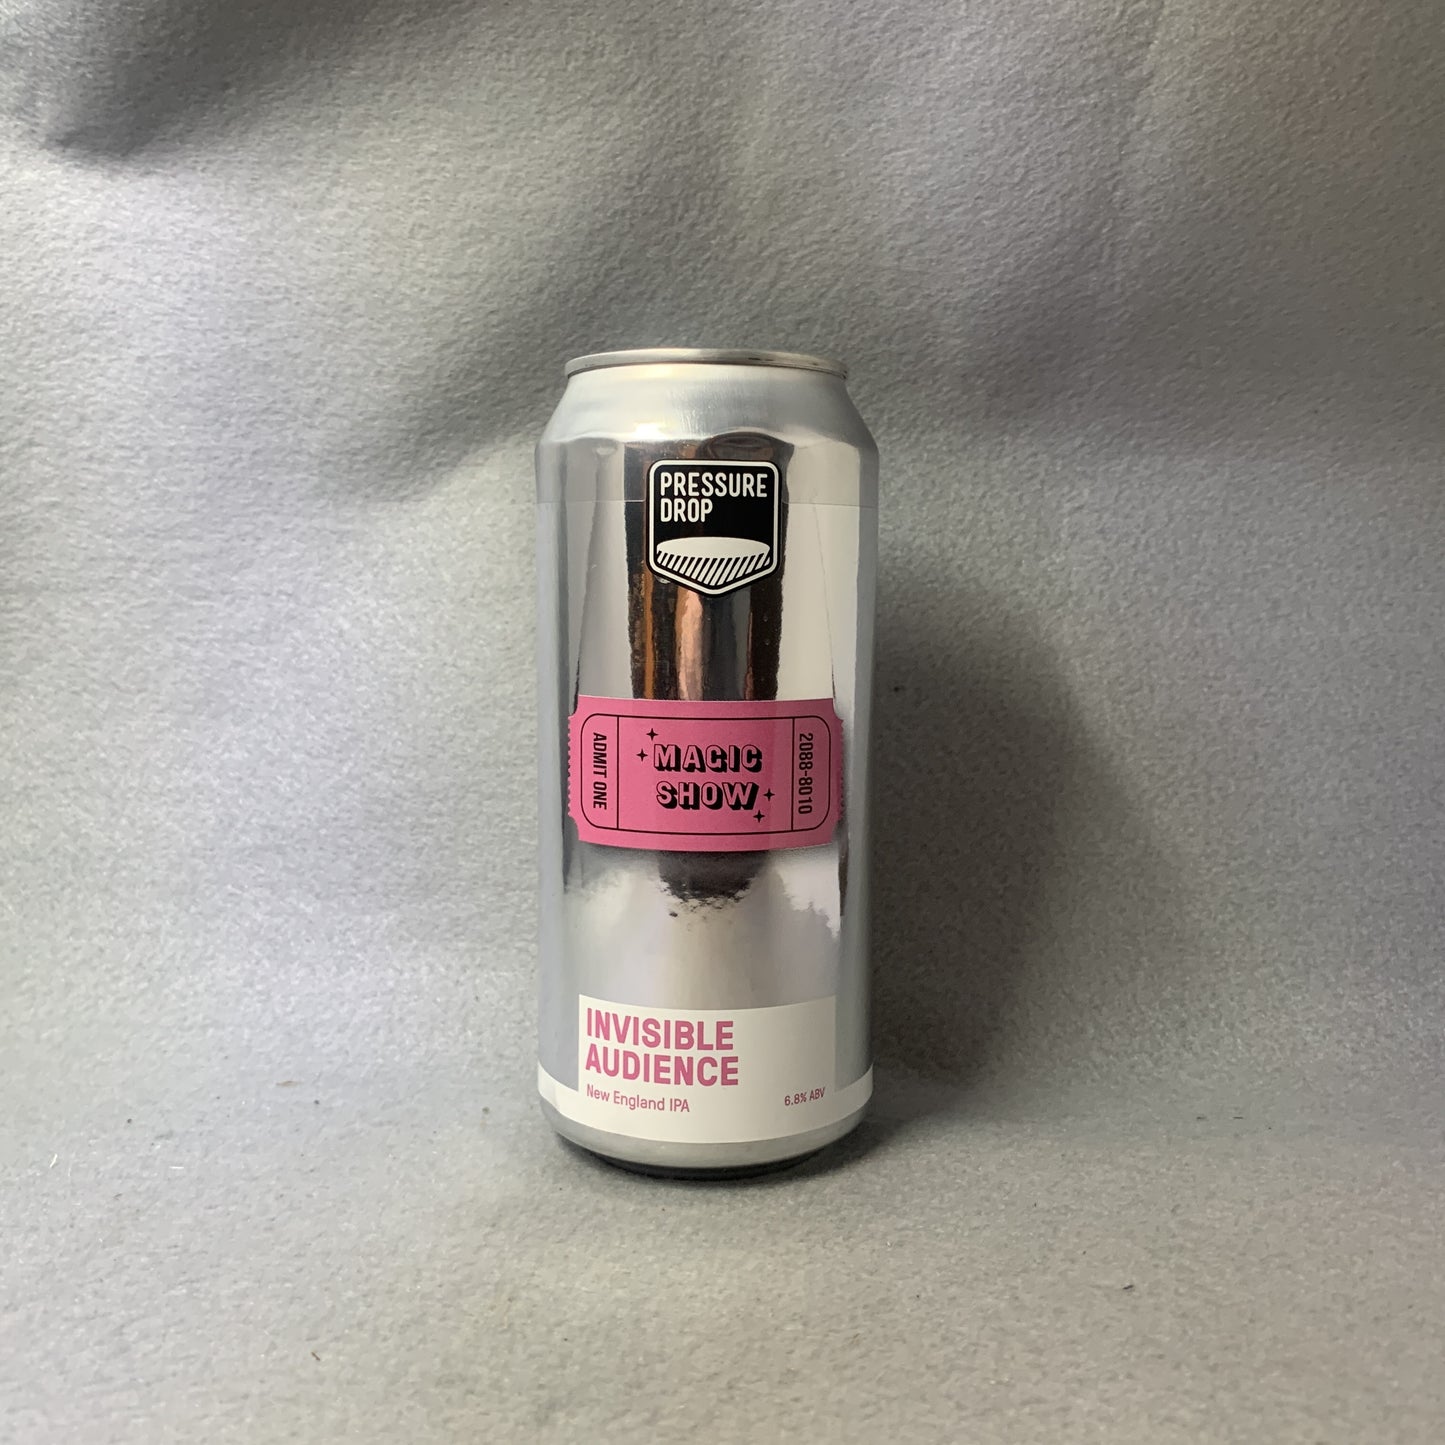 PRESSURE
DROP
ADMIT ONE
MAGIC
SHOW
2088-8010
INVISIBLE
AUDIENCE
New England IPA
6.8% ABV